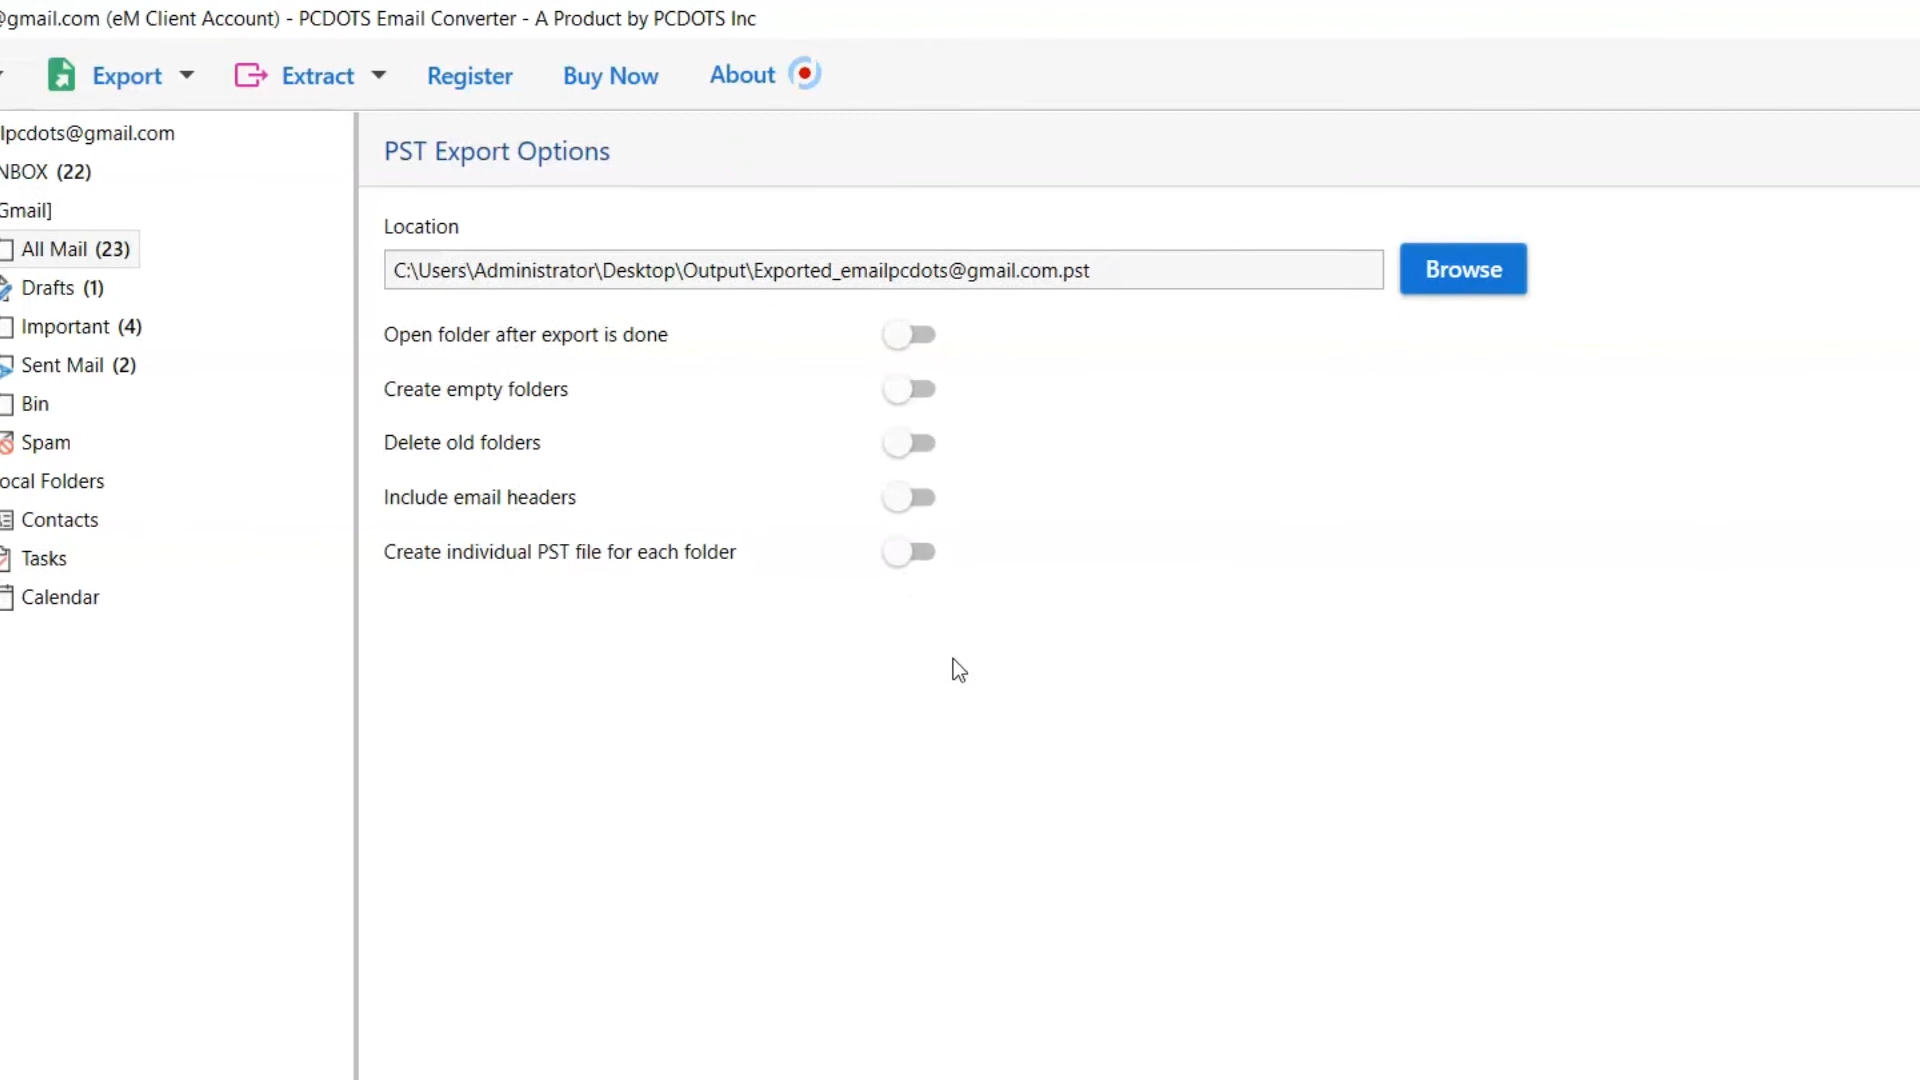 @gmail.com (eM Client Account) - PCDOTS Email Converter - A Product by PCDOTS Inc
Export Extract Register Buy Now About
lpcdots@gmail.com
NBOX (22)
Gmail]
All Mail (23)
Drafts (1)
Important (4)
Sent Mail (2)
Bin
Spam
ocal Folders
Contacts
Tasks
Calendar
PST Export Options
Location
C:\Users\Administrator\Desktop\Output\Exported_emailpcdots@gmail.com.pst
Browse
Open folder after export is done
Create empty folders
Delete old folders
Include email headers
Create individual PST file for each folder